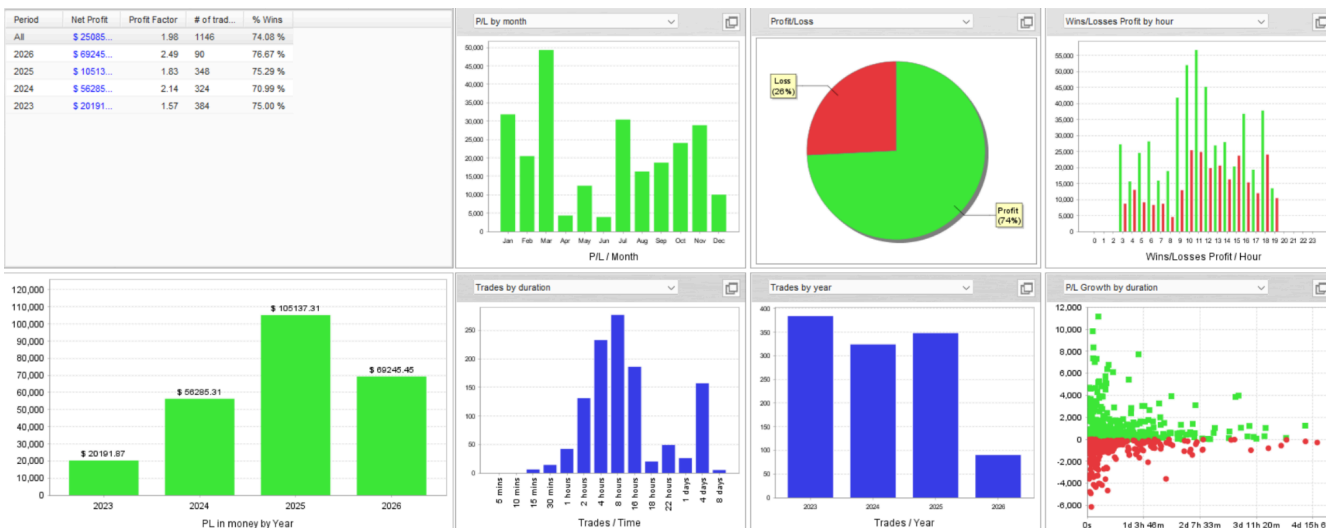 Period Net Profit Profit Factor # of trad... % Wins
All $ 25085... 1.98 1146 74.08 %
2026 $ 69245... 2.49 90 76.67 %
2025 $ 10513... 1.83 348 75.29 %
2024 $ 56285... 2.14 324 70.99 %
2023 $ 20191... 1.57 384 75.00 %
P/L by month
50,000
45,000
40,000
35,000
30,000
25,000
20,000
15,000
10,000
5,000
0
Jan Feb Mar Apr May Jun Jul Aug Sep Oct Nov Dec
P/L / Month
Profit/Loss
Loss
(26%)
Profit
(74%)
Wins/Losses Profit by hour
55,000
50,000
45,000
40,000
35,000
30,000
25,000
20,000
15,000
10,000
5,000
0
0 1 2 3 4 5 6 7 8 9 10 11 12 13 14 15 16 17 18 19 20 21 22 23
Wins/Losses Profit / Hour
120,000
110,000
100,000
90,000
80,000
70,000
60,000
50,000
40,000
30,000
20,000
10,000
0
$ 20191.87
$ 56285.31
$ 105137.31
$ 69245.45
2023 2024 2025 2026
PL in money by Year
Trades by duration
250
200
150
100
50
0
5 mins 10 mins 15 mins 30 mins 1 hours 2 hours 4 hours 8 hours 16 hours 18 hours 22 hours 1 days 4 days 8 days
Trades / Time
Trades by year
400
350
300
250
200
150
100
50
0
2023 2024 2025 2026
Trades / Year
P/L Growth by duration
12,000
10,000
8,000
6,000
4,000
2,000
0
-2,000
-4,000
-6,000
0s 1d 3h 46m 2d 7h 33m 3d 11h 20m 4d 15h